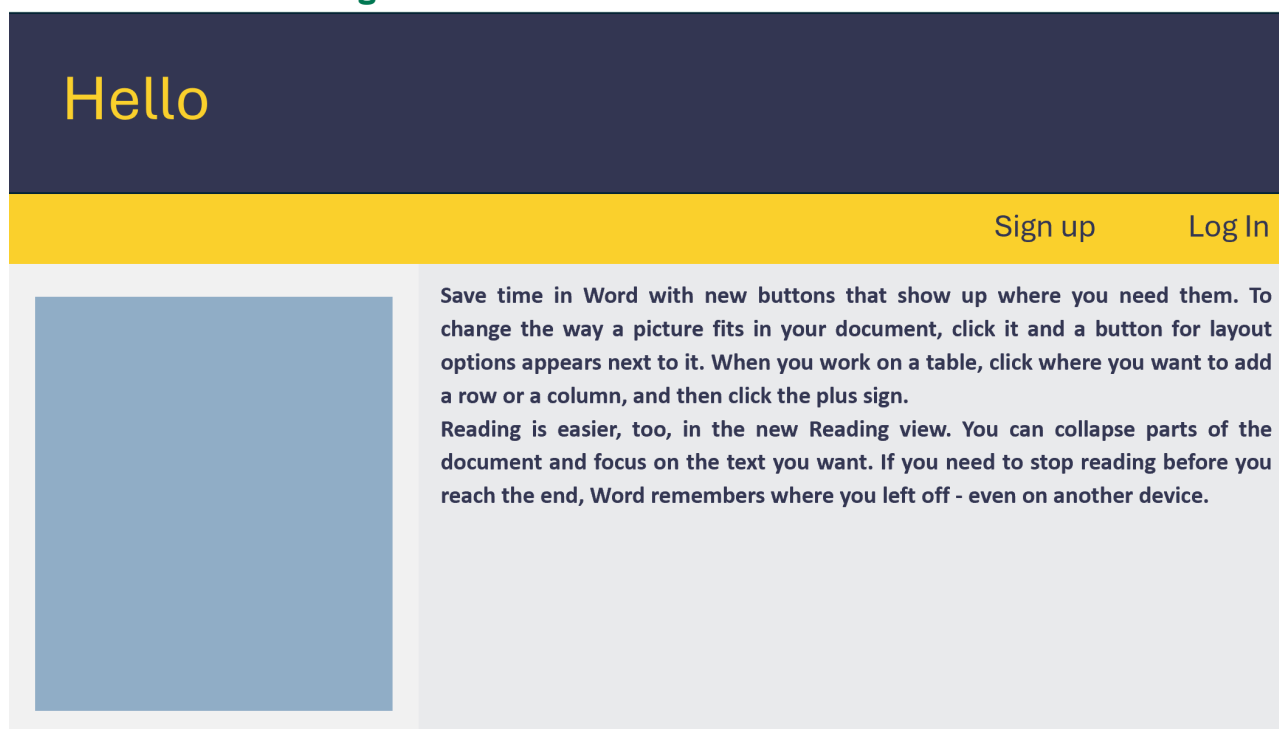 Hello
Sign up Log In
Save time in Word with new buttons that show up where you need them. To
change the way a picture fits in your document, click it and a button for layout
options appears next to it. When you work on a table, click where you want to add
a row or a column, and then click the plus sign.
Reading is easier, too, in the new Reading view. You can collapse parts of the
document and focus on the text you want. If you need to stop reading before you
reach the end, Word remembers where you left off - even on another device.